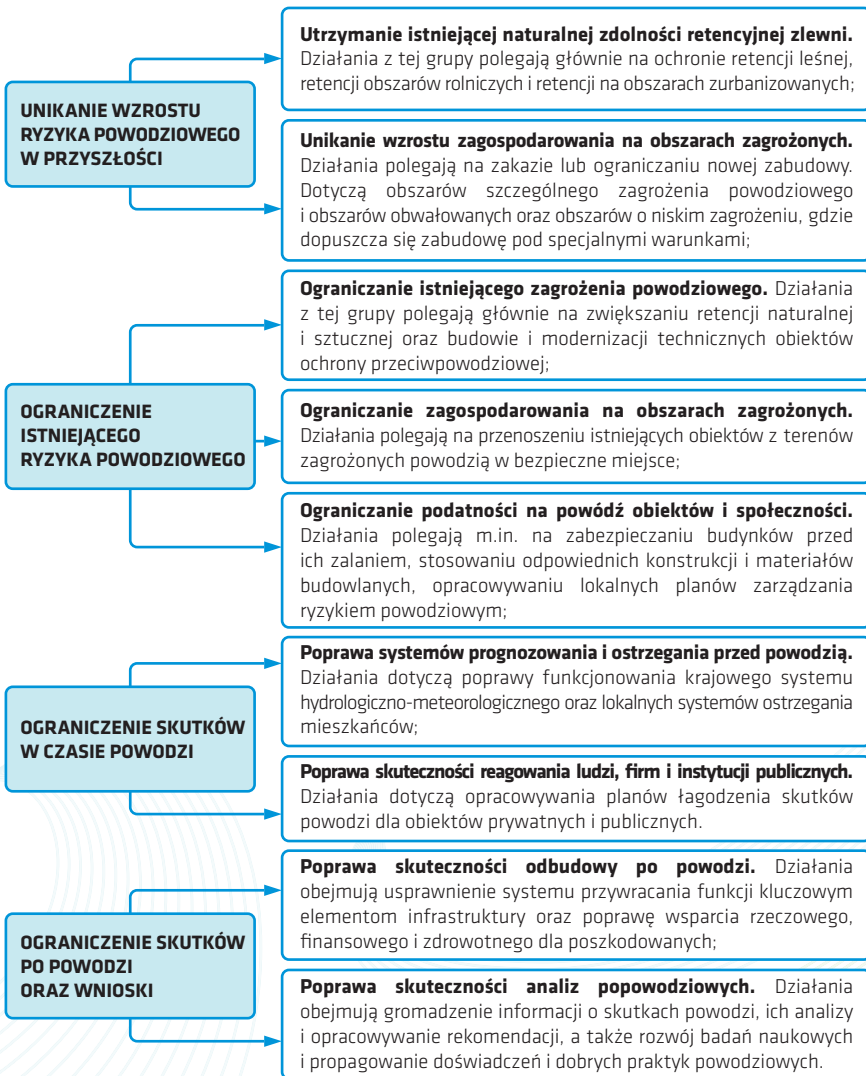 UNIKANIE WZROSTU
RYZYKA POWODZIOWEGO
W PRZYSZŁOŚCI
Utrzymanie istniejącej naturalnej zdolności retencyjnej zlewni.
Działania z tej grupy polegają głównie na ochronie retencji leśnej,
retencji obszarów rolniczych i retencji na obszarach zurbanizowanych;
Unikanie wzrostu zagospodarowania na obszarach zagrożonych.
Działania polegają na zakazie lub ograniczaniu nowej zabudowy.
Dotyczą obszarów szczególnego zagrożenia powodziowego
i obszarów obwałowanych oraz obszarów o niskim zagrożeniu, gdzie
dopuszcza się zabudowę pod specjalnymi warunkami;
OGRANICZENIE
ISTNIEJĄCEGO
RYZYKA POWODZIOWEGO
Ograniczanie istniejącego zagrożenia powodziowego. Działania
z tej grupy polegają głównie na zwiększaniu retencji naturalnej
i sztucznej oraz budowie i modernizacji technicznych obiektów
ochrony przeciwpowodziowej;
Ograniczanie zagospodarowania na obszarach zagrożonych.
Działania polegają na przenoszeniu istniejących obiektów z terenów
zagrożonych powodzią w bezpieczne miejsce;
Ograniczanie podatności na powódź obiektów i społeczności.
Działania polegają m.in. na zabezpieczaniu budynków przed
ich zalaniem, stosowaniu odpowiednich konstrukcji i materiałów
budowlanych, opracowywaniu lokalnych planów zarządzania
ryzykiem powodziowym;
OGRANICZENIE SKUTKÓW
W CZASIE POWODZI
Poprawa systemów prognozowania i ostrzegania przed powodzią.
Działania dotyczą poprawy funkcjonowania krajowego systemu
hydrologiczno-meteorologicznego oraz lokalnych systemów ostrzegania
mieszkańców;
Poprawa skuteczności reagowania ludzi, firm i instytucji publicznych.
Działania dotyczą opracowywania planów łagodzenia skutków
powodzi dla obiektów prywatnych i publicznych.
OGRANICZENIE SKUTKÓW
PO POWODZI
ORAZ WNIOSKI
Poprawa skuteczności odbudowy po powodzi. Działania
obejmują usprawnienie systemu przywracania funkcji kluczowym
elementom infrastruktury oraz poprawę wsparcia rzeczowego,
finansowego i zdrowotnego dla poszkodowanych;
Poprawa skuteczności analiz popowodziowych. Działania
obejmują gromadzenie informacji o skutkach powodzi, ich analizy
i opracowywanie rekomendacji, a także rozwój badań naukowych
i propagowanie doświadczeń i dobrych praktyk powodziowych.